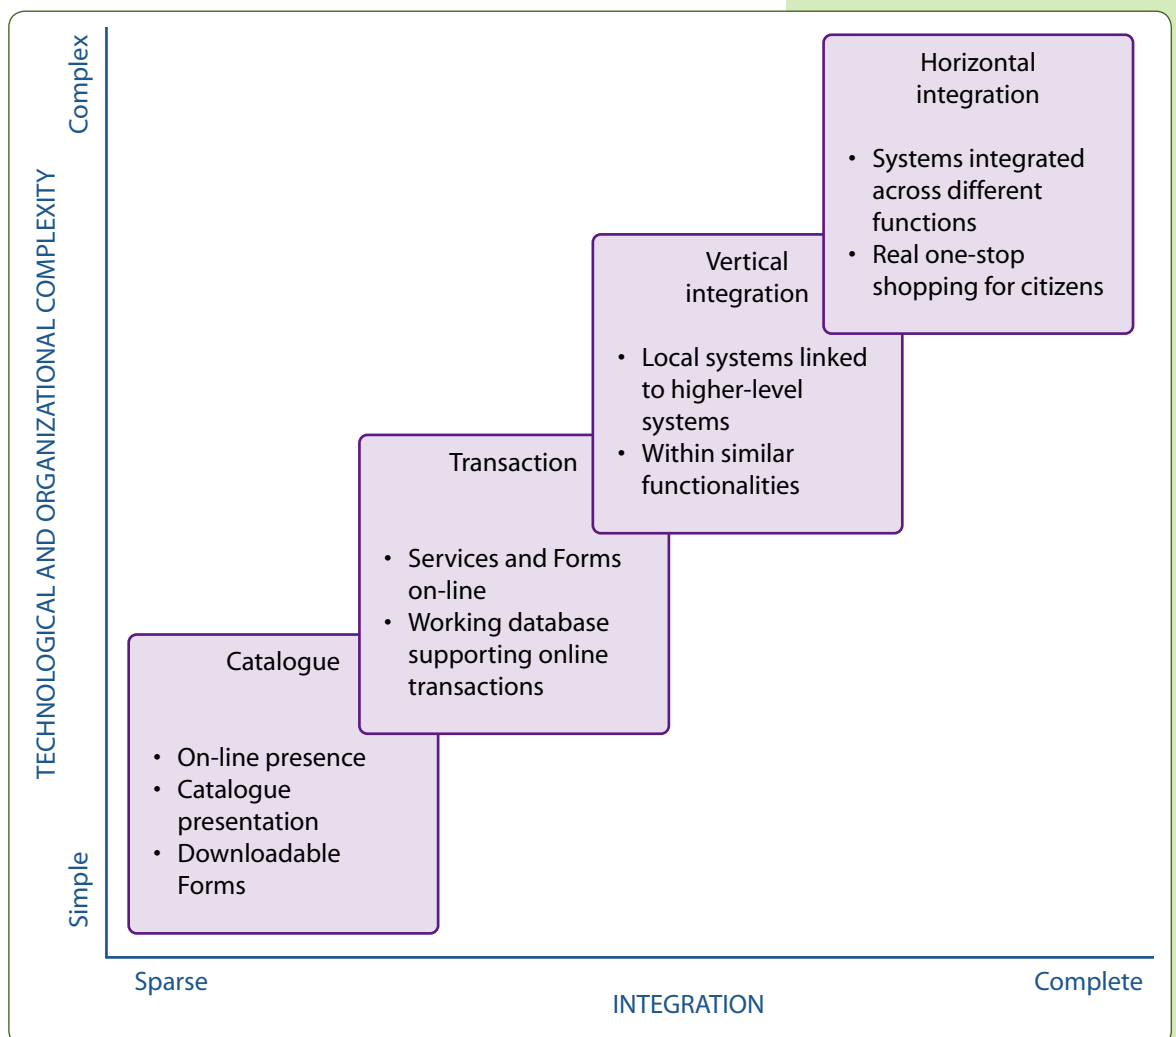 Complex
TECHNOLOGICAL AND ORGANIZATIONAL COMPLEXITY
Simple
Horizontal
integration
• Systems integrated
across different
functions
• Real one-stop
shopping for citizens
Vertical
integration
• Local systems linked
to higher-level
systems
• Within similar
functionalities
Transaction
• Services and Forms
on-line
• Working database
supporting online
transactions
Catalogue
• On-line presence
• Catalogue
presentation
• Downloadable
Forms
Sparse
Complete
INTEGRATION